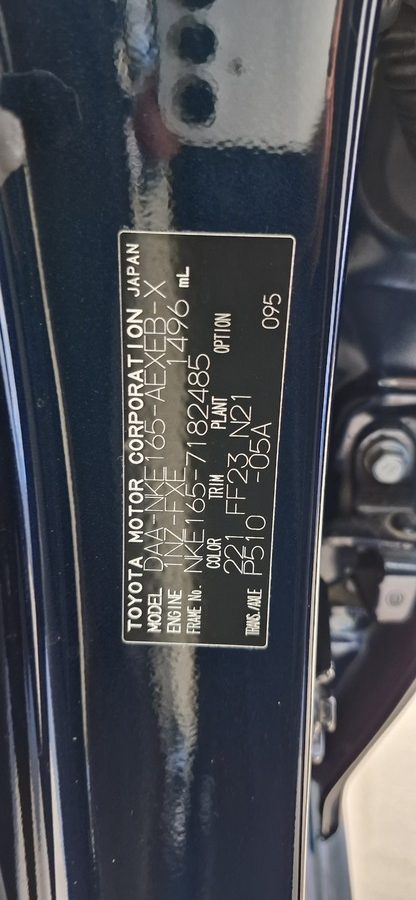 TOYOTA MOTOR CORPORATION JAPAN
MODEL DAA-NKE165-AEXEB-X
ENGINE 1NZ-FXE 1496 mL
FRAME No. NKE165-7182485
COLOR TRIM PLANT OPTION
221 FF23 N21
TRANS./AXLE P510 -05A 095